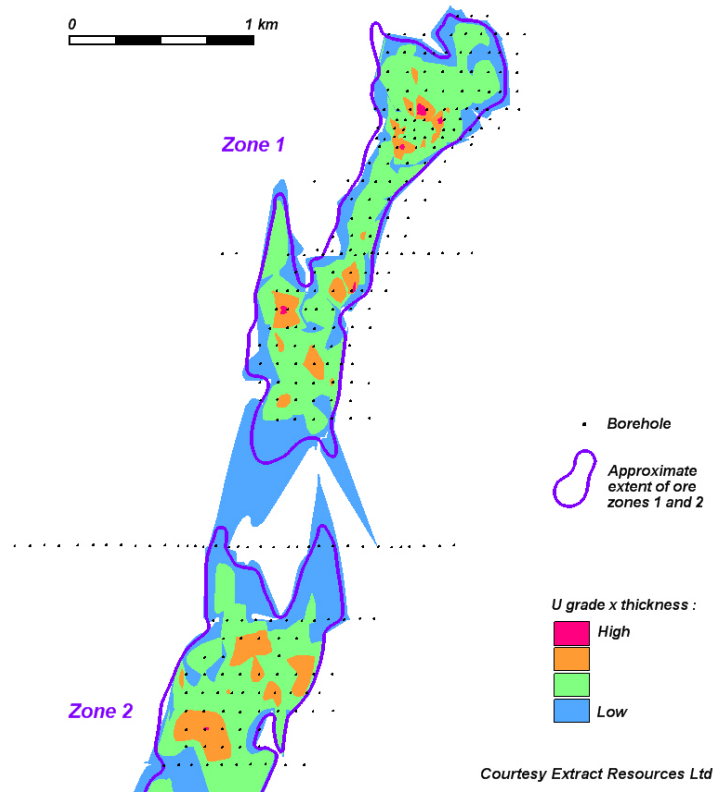 0 1 km
Zone 1
Borehole
Approximate
extent of ore
zones 1 and 2
U grade x thickness :
High
Low
Zone 2
Courtesy Extract Resources Ltd